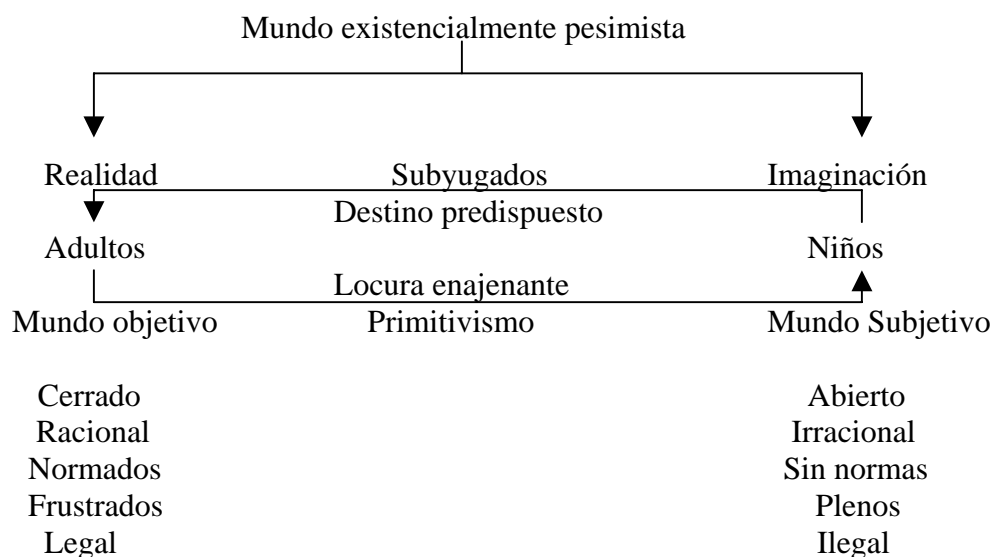 Mundo existencialmente pesimista
Realidad Subyugados Imaginación
Destino predispuesto
Adultos Niños
Locura enajenante
Mundo objetivo Primitivismo Mundo Subjetivo
Cerrado Abierto
Racional Irracional
Normados Sin normas
Frustrados Plenos
Legal Ilegal